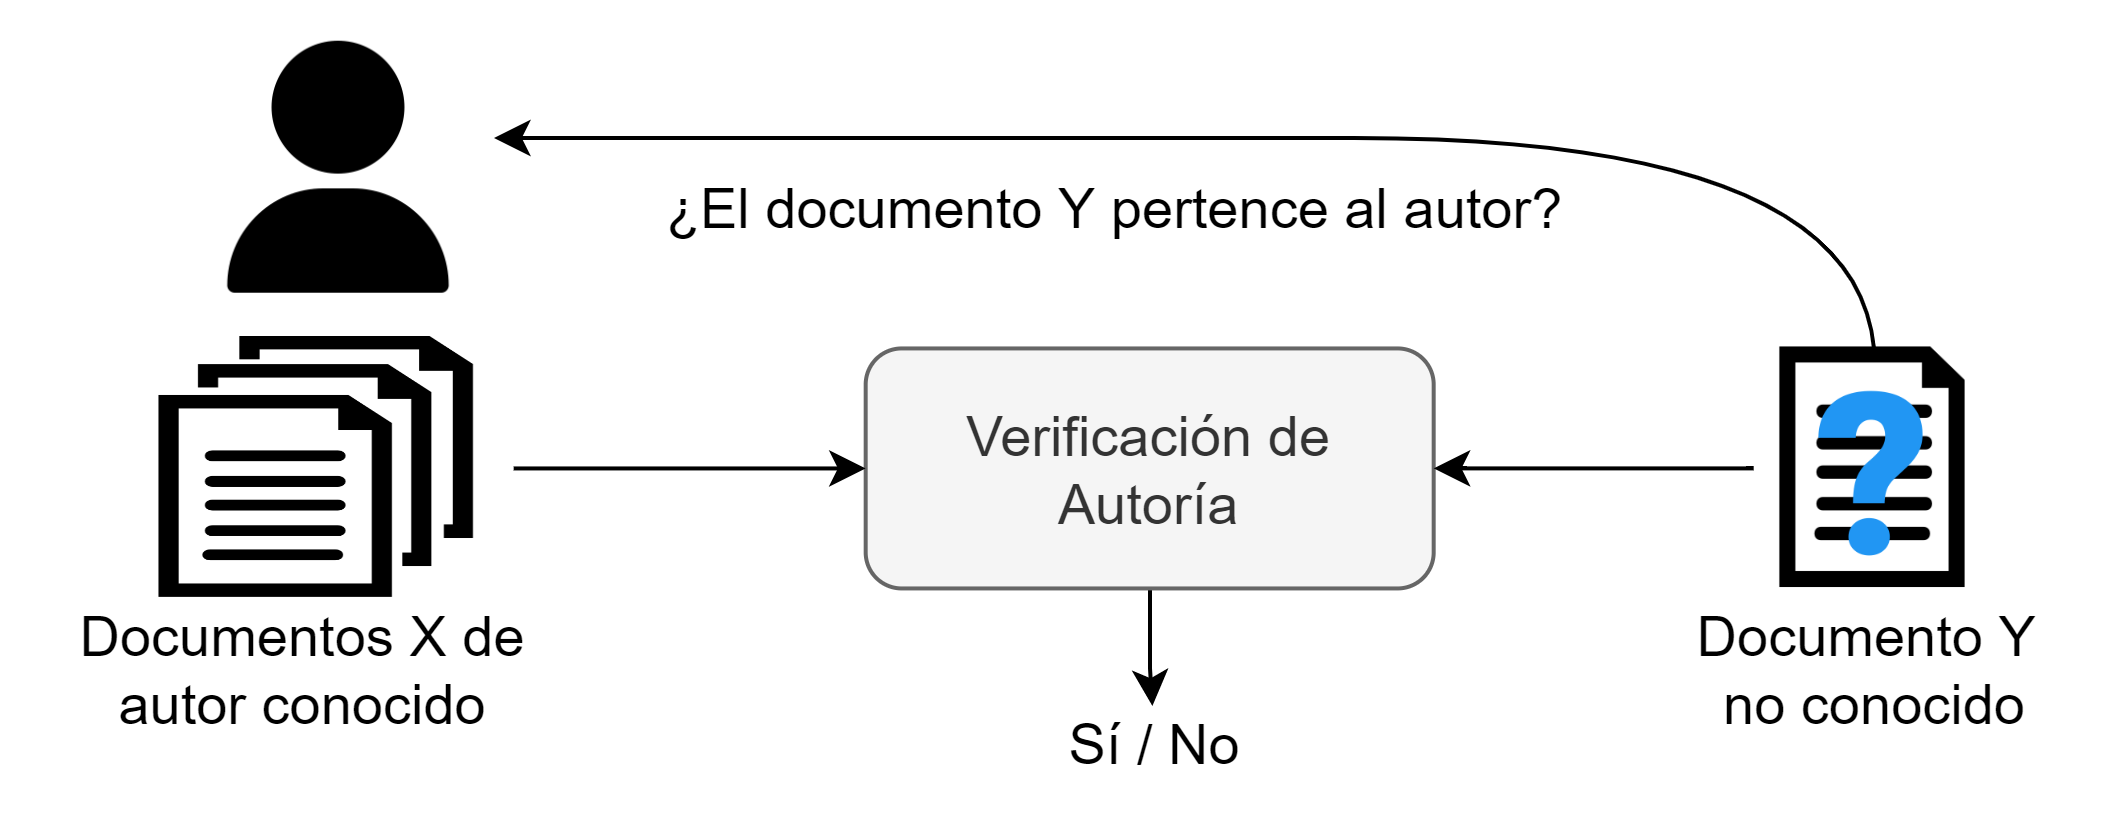 ¿El documento Y pertence al autor?
Verificación de
Autoría
Documentos X de
autor conocido
Documento Y
no conocido
Sí / No